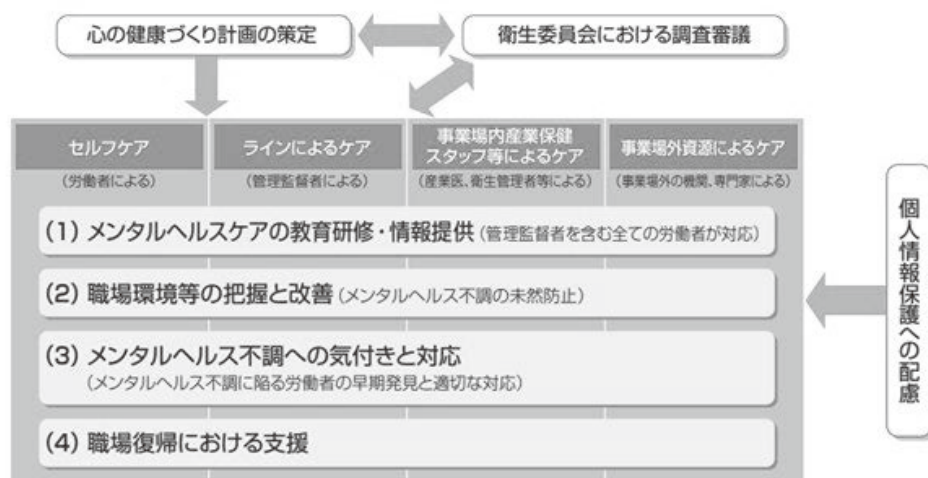 心の健康づくり計画の策定
衛生委員会における調査審議
セルフケア
(労働者による)
ラインによるケア
(管理監督者による)
事業場内産業保健
スタッフ等によるケア
(産業医、衛生管理者等による)
事業場外資源によるケア
(事業場外の機関、専門家による)
(1) メンタルヘルスケアの教育研修・情報提供 (管理監督者を含む全ての労働者が対応)
(2) 職場環境等の把握と改善 (メンタルヘルス不調の未然防止)
(3) メンタルヘルス不調への気付きと対応
(メンタルヘルス不調に陥る労働者の早期発見と適切な対応)
(4) 職場復帰における支援
個人情報保護への配慮